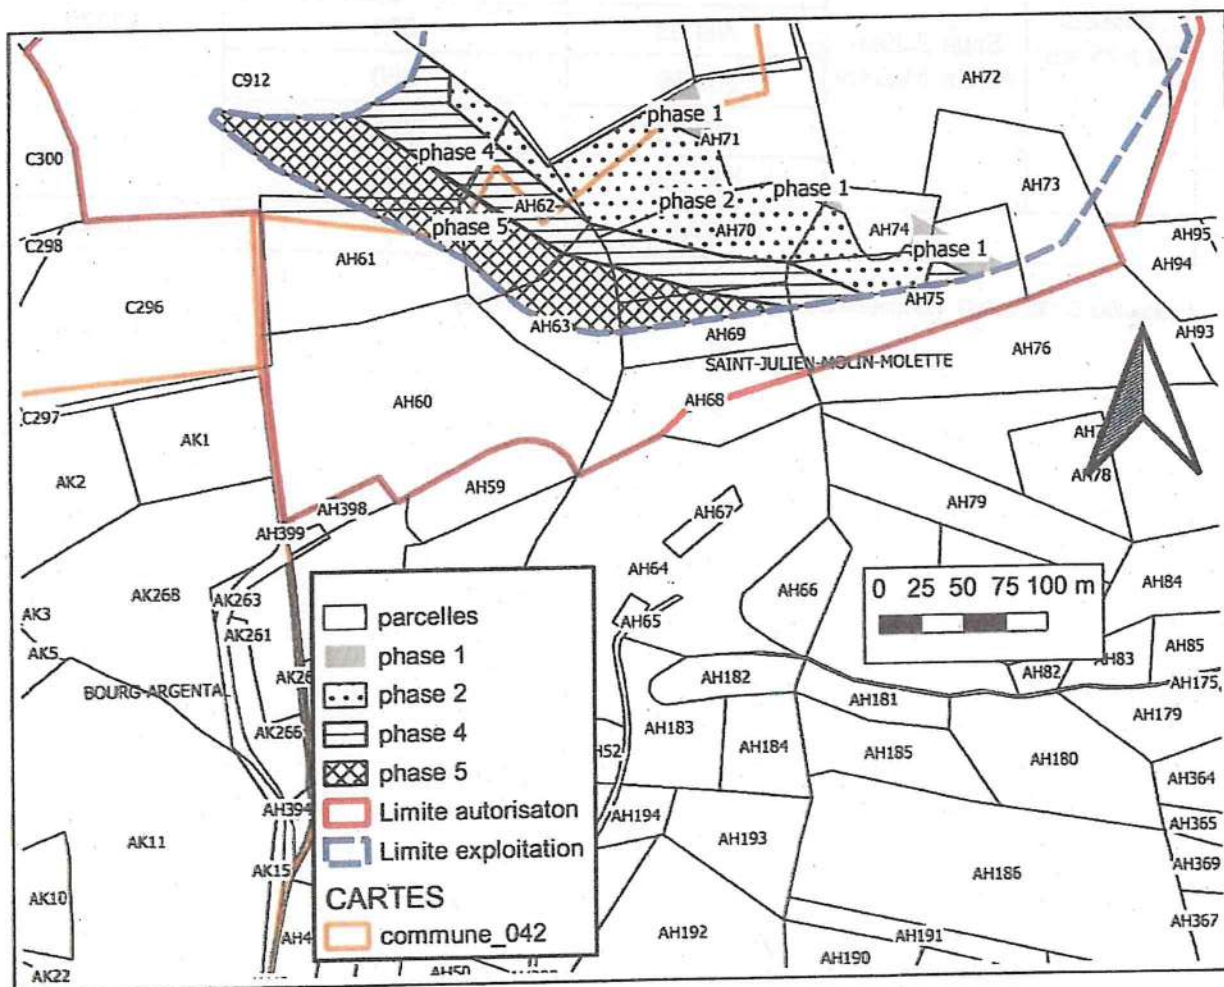 C912
AH72
phase 1
AH71
C300
phase 4
phase 1
AH73
AH62
phase 2
AH74
AH70
C298
phase 5
phase 1
AH95
AH61
AH94
C296
AH75
AH63
AH69
AH93
SAINT-JULIEN-MOLIN-MOLETTE
AH76
AH60
AH68
C297
AK1
AK2
AH78
AH59
AH79
AH398
AH67
AH399
AH64
0 25 50 75 100 m
AH66
AH84
AK268
AK263
AK3
AH65
AK261
parcelles
AK5
phase 1
AH82
AH83
AH85
AH182
AH175
BOURG ARGENTAL
phase 2
AH181
AH179
AK266
phase 4
AH183
AH184
AH185
AH180
phase 5
AH364
AH394
Limite autorisaton
AH194
AH365
AK11
Limite exploitation
AH193
AK15
AH186
AH369
AK10
CARTES
AH367
commune_042
AH192
AH191
AH190
AK22
AH50